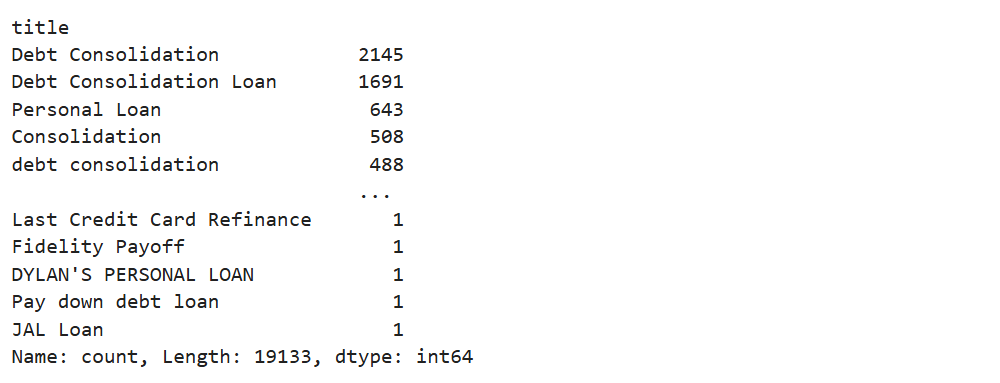 title
Debt Consolidation 2145
Debt Consolidation Loan 1691
Personal Loan 643
Consolidation 508
debt consolidation 488
...
Last Credit Card Refinance 1
Fidelity Payoff 1
DYLAN'S PERSONAL LOAN 1
Pay down debt loan 1
JAL Loan 1
Name: count, Length: 19133, dtype: int64